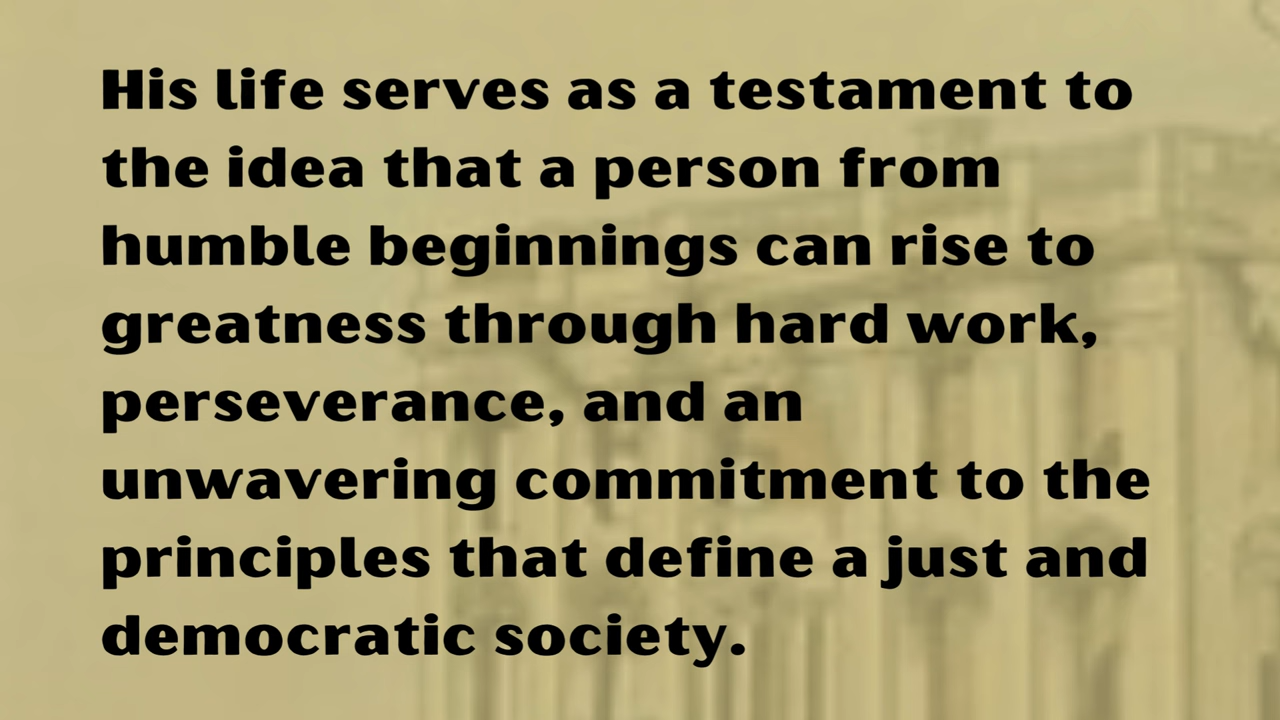 His life serves as a testament to
the idea that a person from
humble beginnings can rise to
greatness through hard work,
perseverance, and an
unwavering commitment to the
principles that define a just and
democratic society.